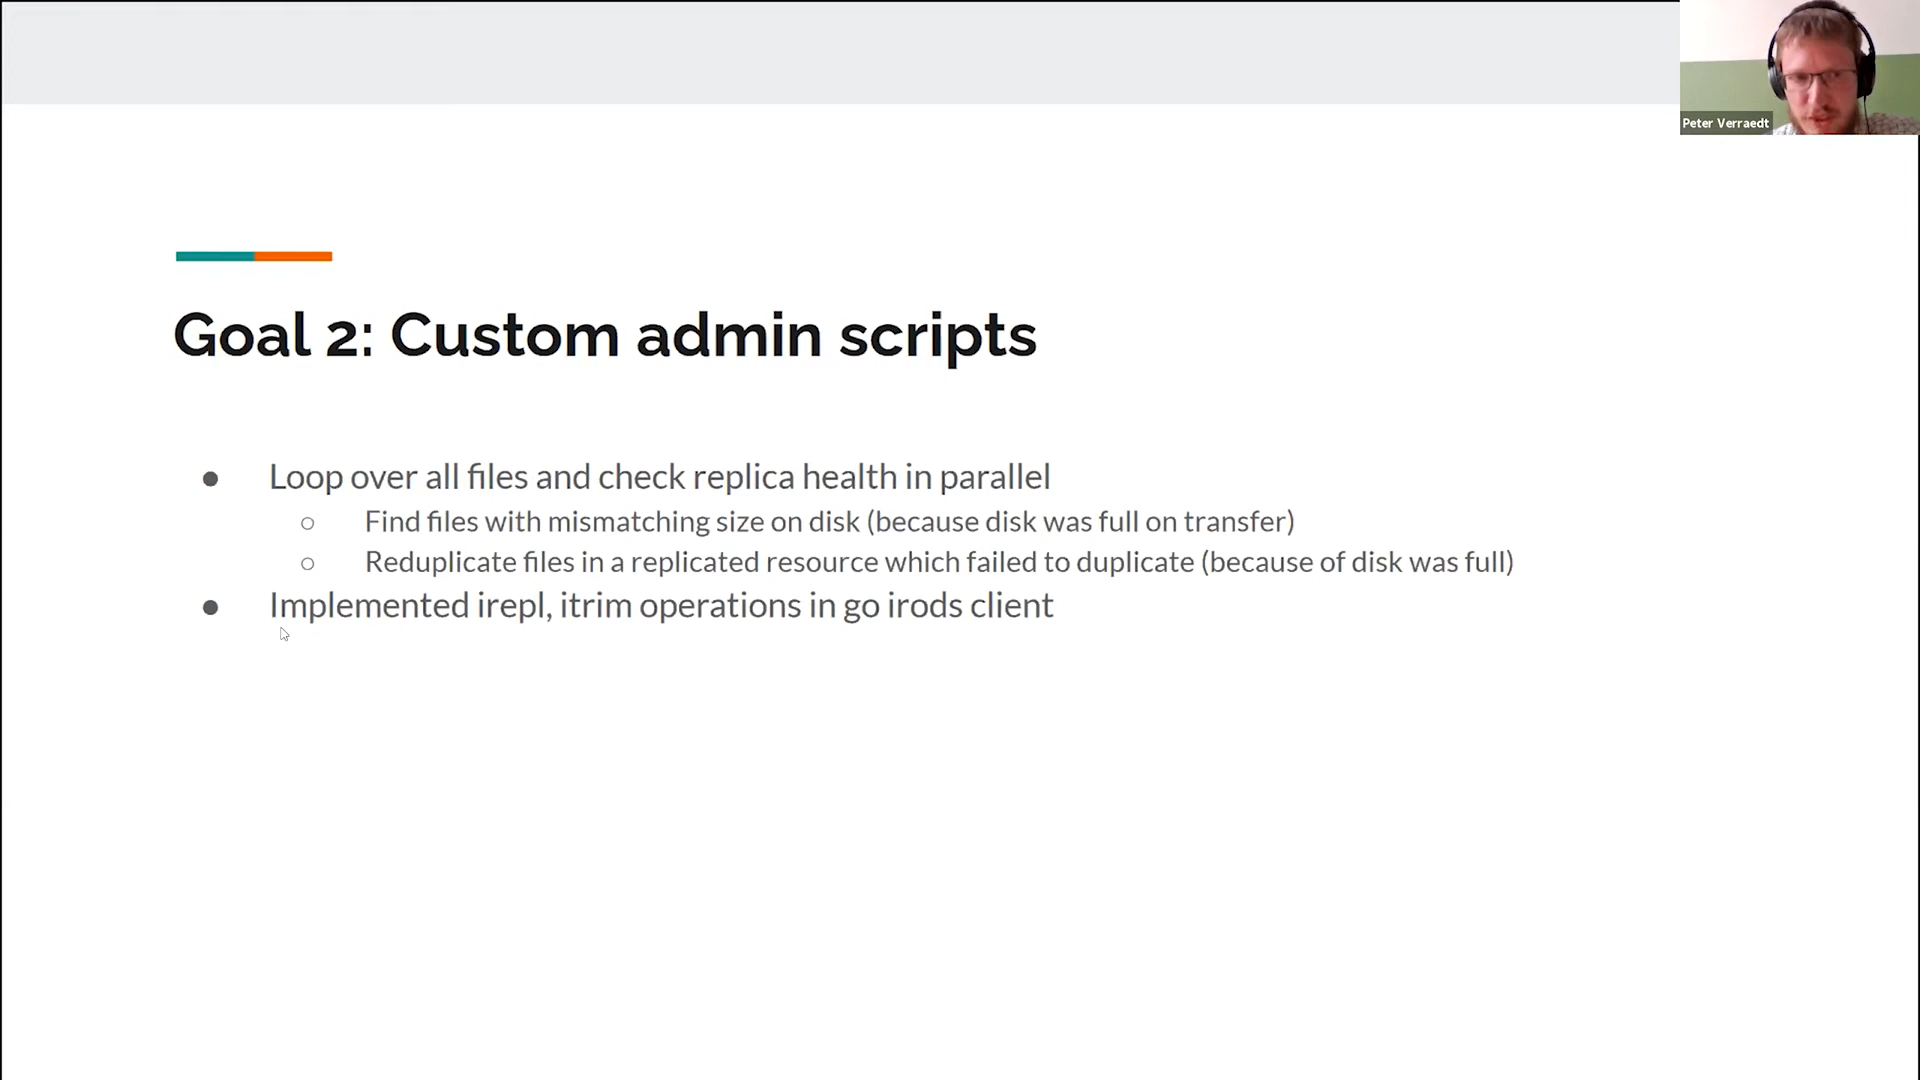 Peter Verraedt
Goal 2: Custom admin scripts
● Loop over all files and check replica health in parallel
○ Find files with mismatching size on disk (because disk was full on transfer)
○ Reduplicate files in a replicated resource which failed to duplicate (because of disk was full)
● Implemented irepl, itrim operations in go irods client